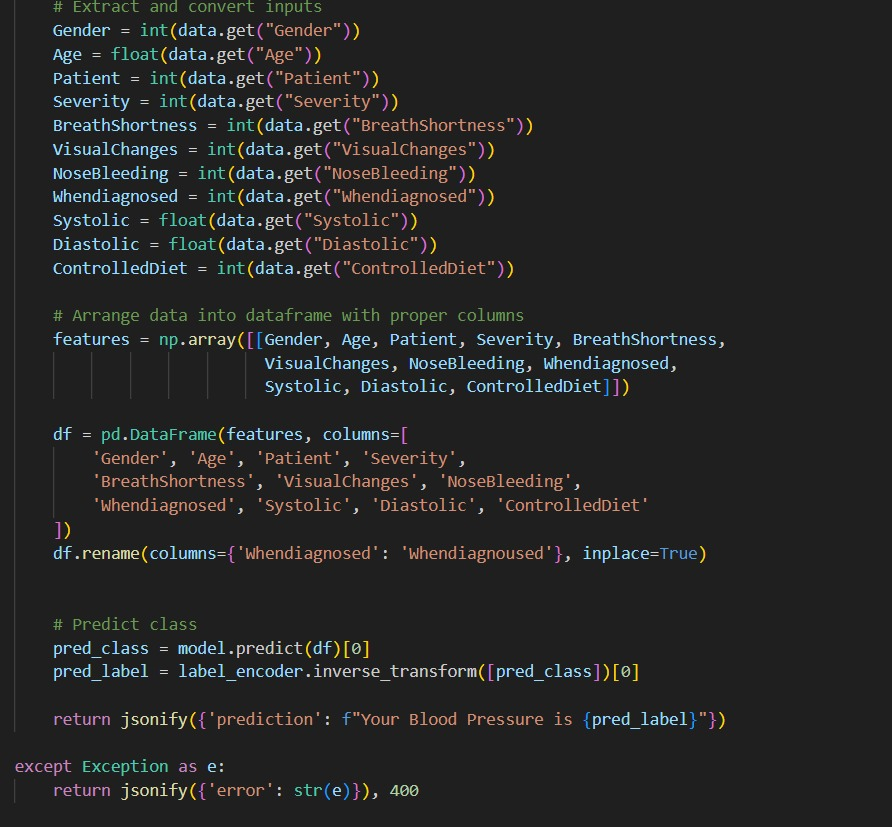 # Extract and convert inputs
Gender = int(data.get("Gender"))
Age = float(data.get("Age"))
Patient = int(data.get("Patient"))
Severity = int(data.get("Severity"))
BreathShortness = int(data.get("BreathShortness"))
VisualChanges = int(data.get("VisualChanges"))
NoseBleeding = int(data.get("NoseBleeding"))
Whendiagnosed = int(data.get("Whendiagnosed"))
Systolic = float(data.get("Systolic"))
Diastolic = float(data.get("Diastolic"))
ControlledDiet = int(data.get("ControlledDiet"))
# Arrange data into dataframe with proper columns
features = np.array([[Gender, Age, Patient, Severity, BreathShortness,
VisualChanges, NoseBleeding, Whendiagnosed,
Systolic, Diastolic, ControlledDiet]])
df = pd.DataFrame(features, columns=[
'Gender', 'Age', 'Patient', 'Severity',
'BreathShortness', 'VisualChanges', 'NoseBleeding',
'Whendiagnosed', 'Systolic', 'Diastolic', 'ControlledDiet'
])
df.rename(columns={'Whendiagnosed': 'Whendiagnoused'}, inplace=True)
# Predict class
pred_class = model.predict(df)[0]
pred_label = label_encoder.inverse_transform([pred_class])[0]
return jsonify({'prediction': f"Your Blood Pressure is {pred_label}"})
except Exception as e:
return jsonify({'error': str(e)}), 400